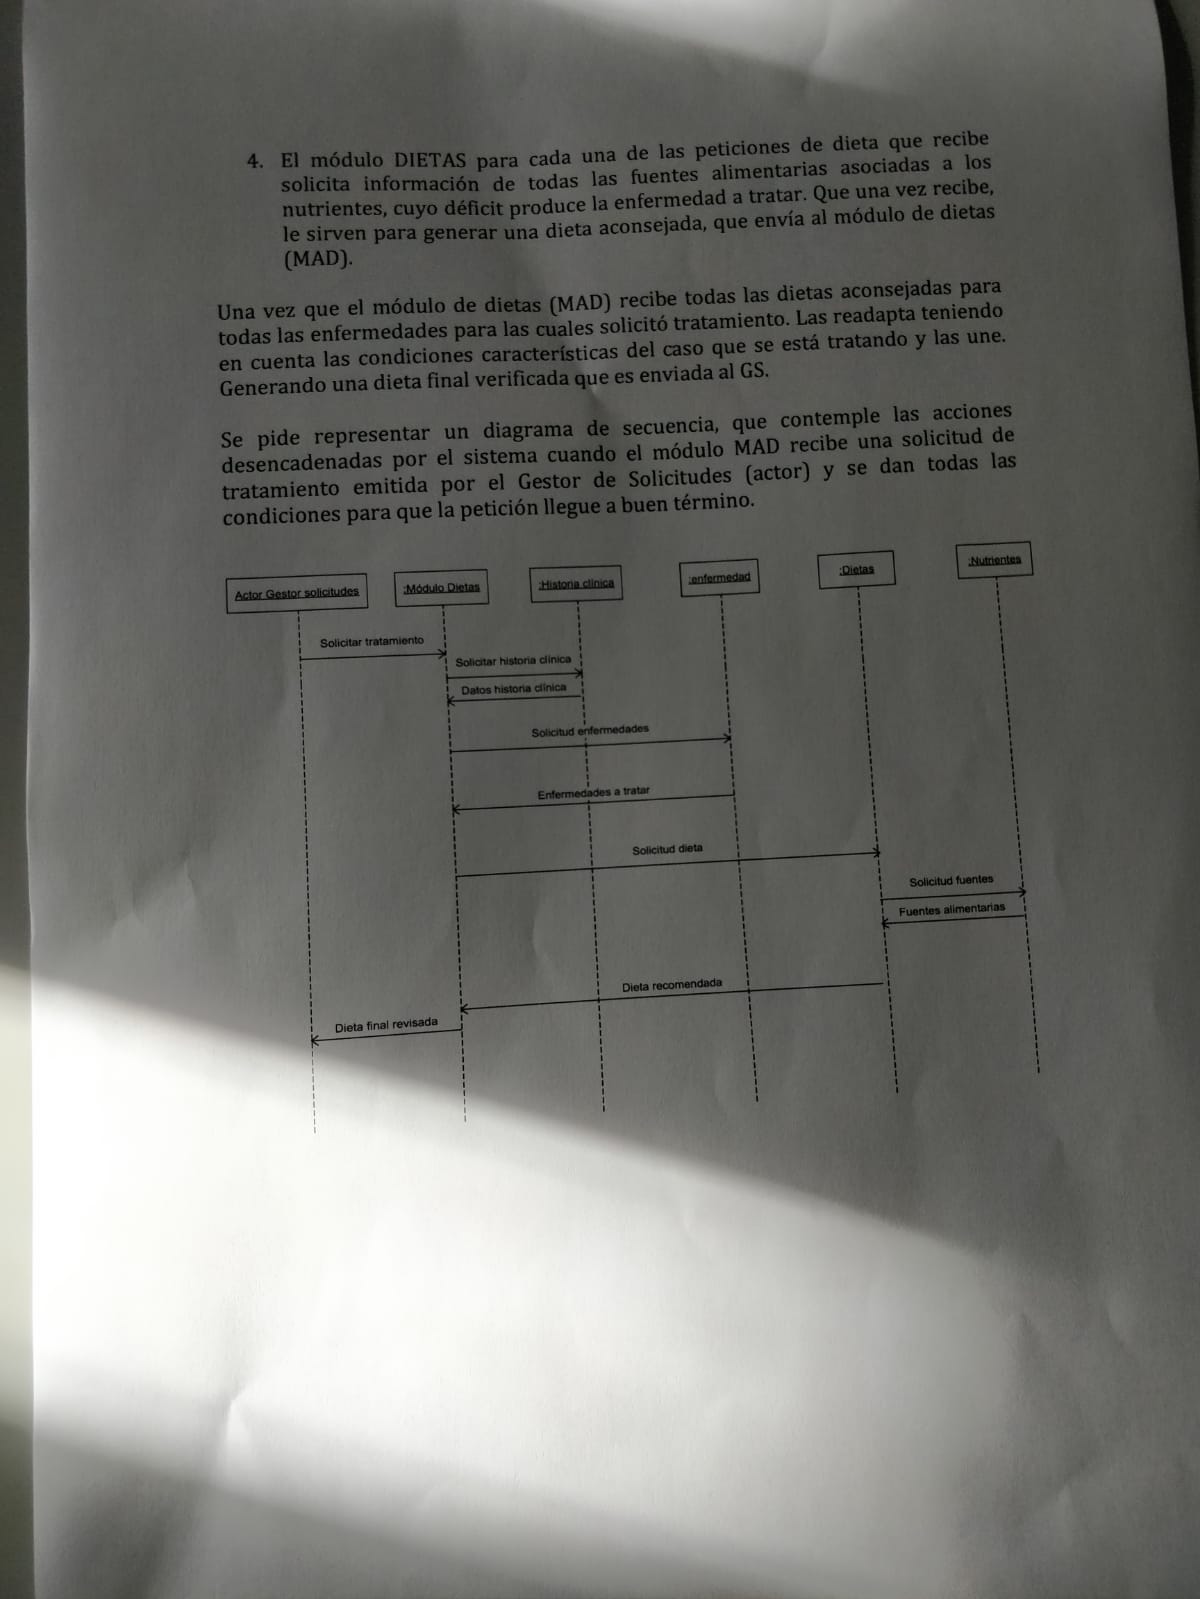 4. El módulo DIETAS para cada una de las peticiones de dieta que recibe
solicita información de todas las fuentes alimentarias asociadas a los
nutrientes, cuyo déficit produce la enfermedad a tratar. Que una vez recibe,
le sirven para generar una dieta aconsejada, que envía al módulo de dietas
(MAD).
Una vez que el módulo de dietas (MAD) recibe todas las dietas aconsejadas para
todas las enfermedades para las cuales solicitó tratamiento. Las readapta teniendo
en cuenta las condiciones características del caso que se está tratando y las une.
Generando una dieta final verificada que es enviada al GS.
Se pide representar un diagrama de secuencia, que contemple las acciones
desencadenadas por el sistema cuando el módulo MAD recibe una solicitud de
tratamiento emitida por el Gestor de Solicitudes (actor) y se dan todas las
condiciones para que la petición llegue a buen término.
Actor Gestor solicitudes
:Módulo Dietas
:Historia clínica
:enfermedad
:Dietas
:Nutrientes
Solicitar tratamiento
Solicitar historia clínica
Datos historia clínica
Solicitud enfermedades
Enfermedades a tratar
Solicitud dieta
Solicitud fuentes
Fuentes alimentarias
Dieta recomendada
Dieta final revisada